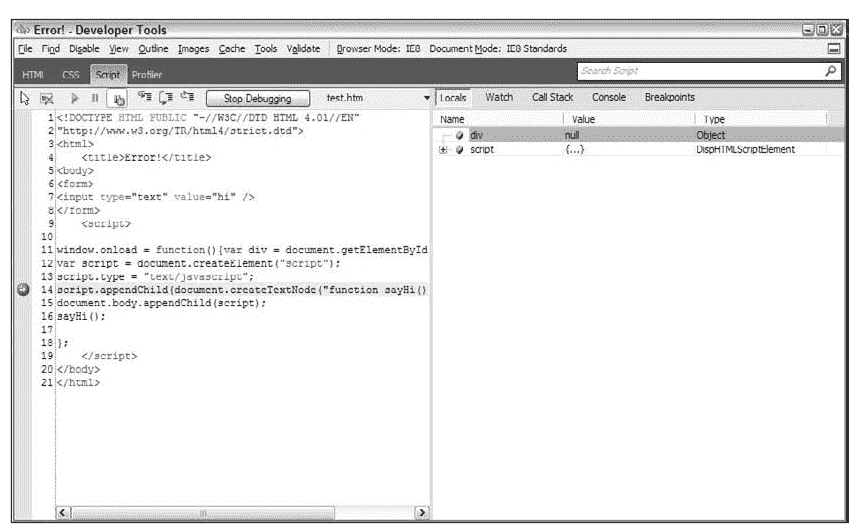 Error! - Developer Tools
File Find Disable View Outline Images Cache Tools Validate Browser Mode: IE8 Document Mode: IE8 Standards
HTML CSS Script Profiler
Search Script
Stop Debugging test.htm
Locals Watch Call Stack Console Breakpoints
Name Value Type
div null Object
script {...} DispHTMLScriptElement
1 <!DOCTYPE HTML PUBLIC "-//W3C//DTD HTML 4.01//EN"
2 "http://www.w3.org/TR/html4/strict.dtd">
3 <html>
4 <title>Error!</title>
5 <body>
6 <form>
7 <input type="text" value="hi" />
8 </form>
9 <script>
10
11 window.onload = function(){var div = document.getElementById
12 var script = document.createElement("script");
13 script.type = "text/javascript";
14 script.appendChild(document.createTextNode("function sayHi()
15 document.body.appendChild(script);
16 sayHi();
17
18 };
19 </script>
20 </body>
21 </html>